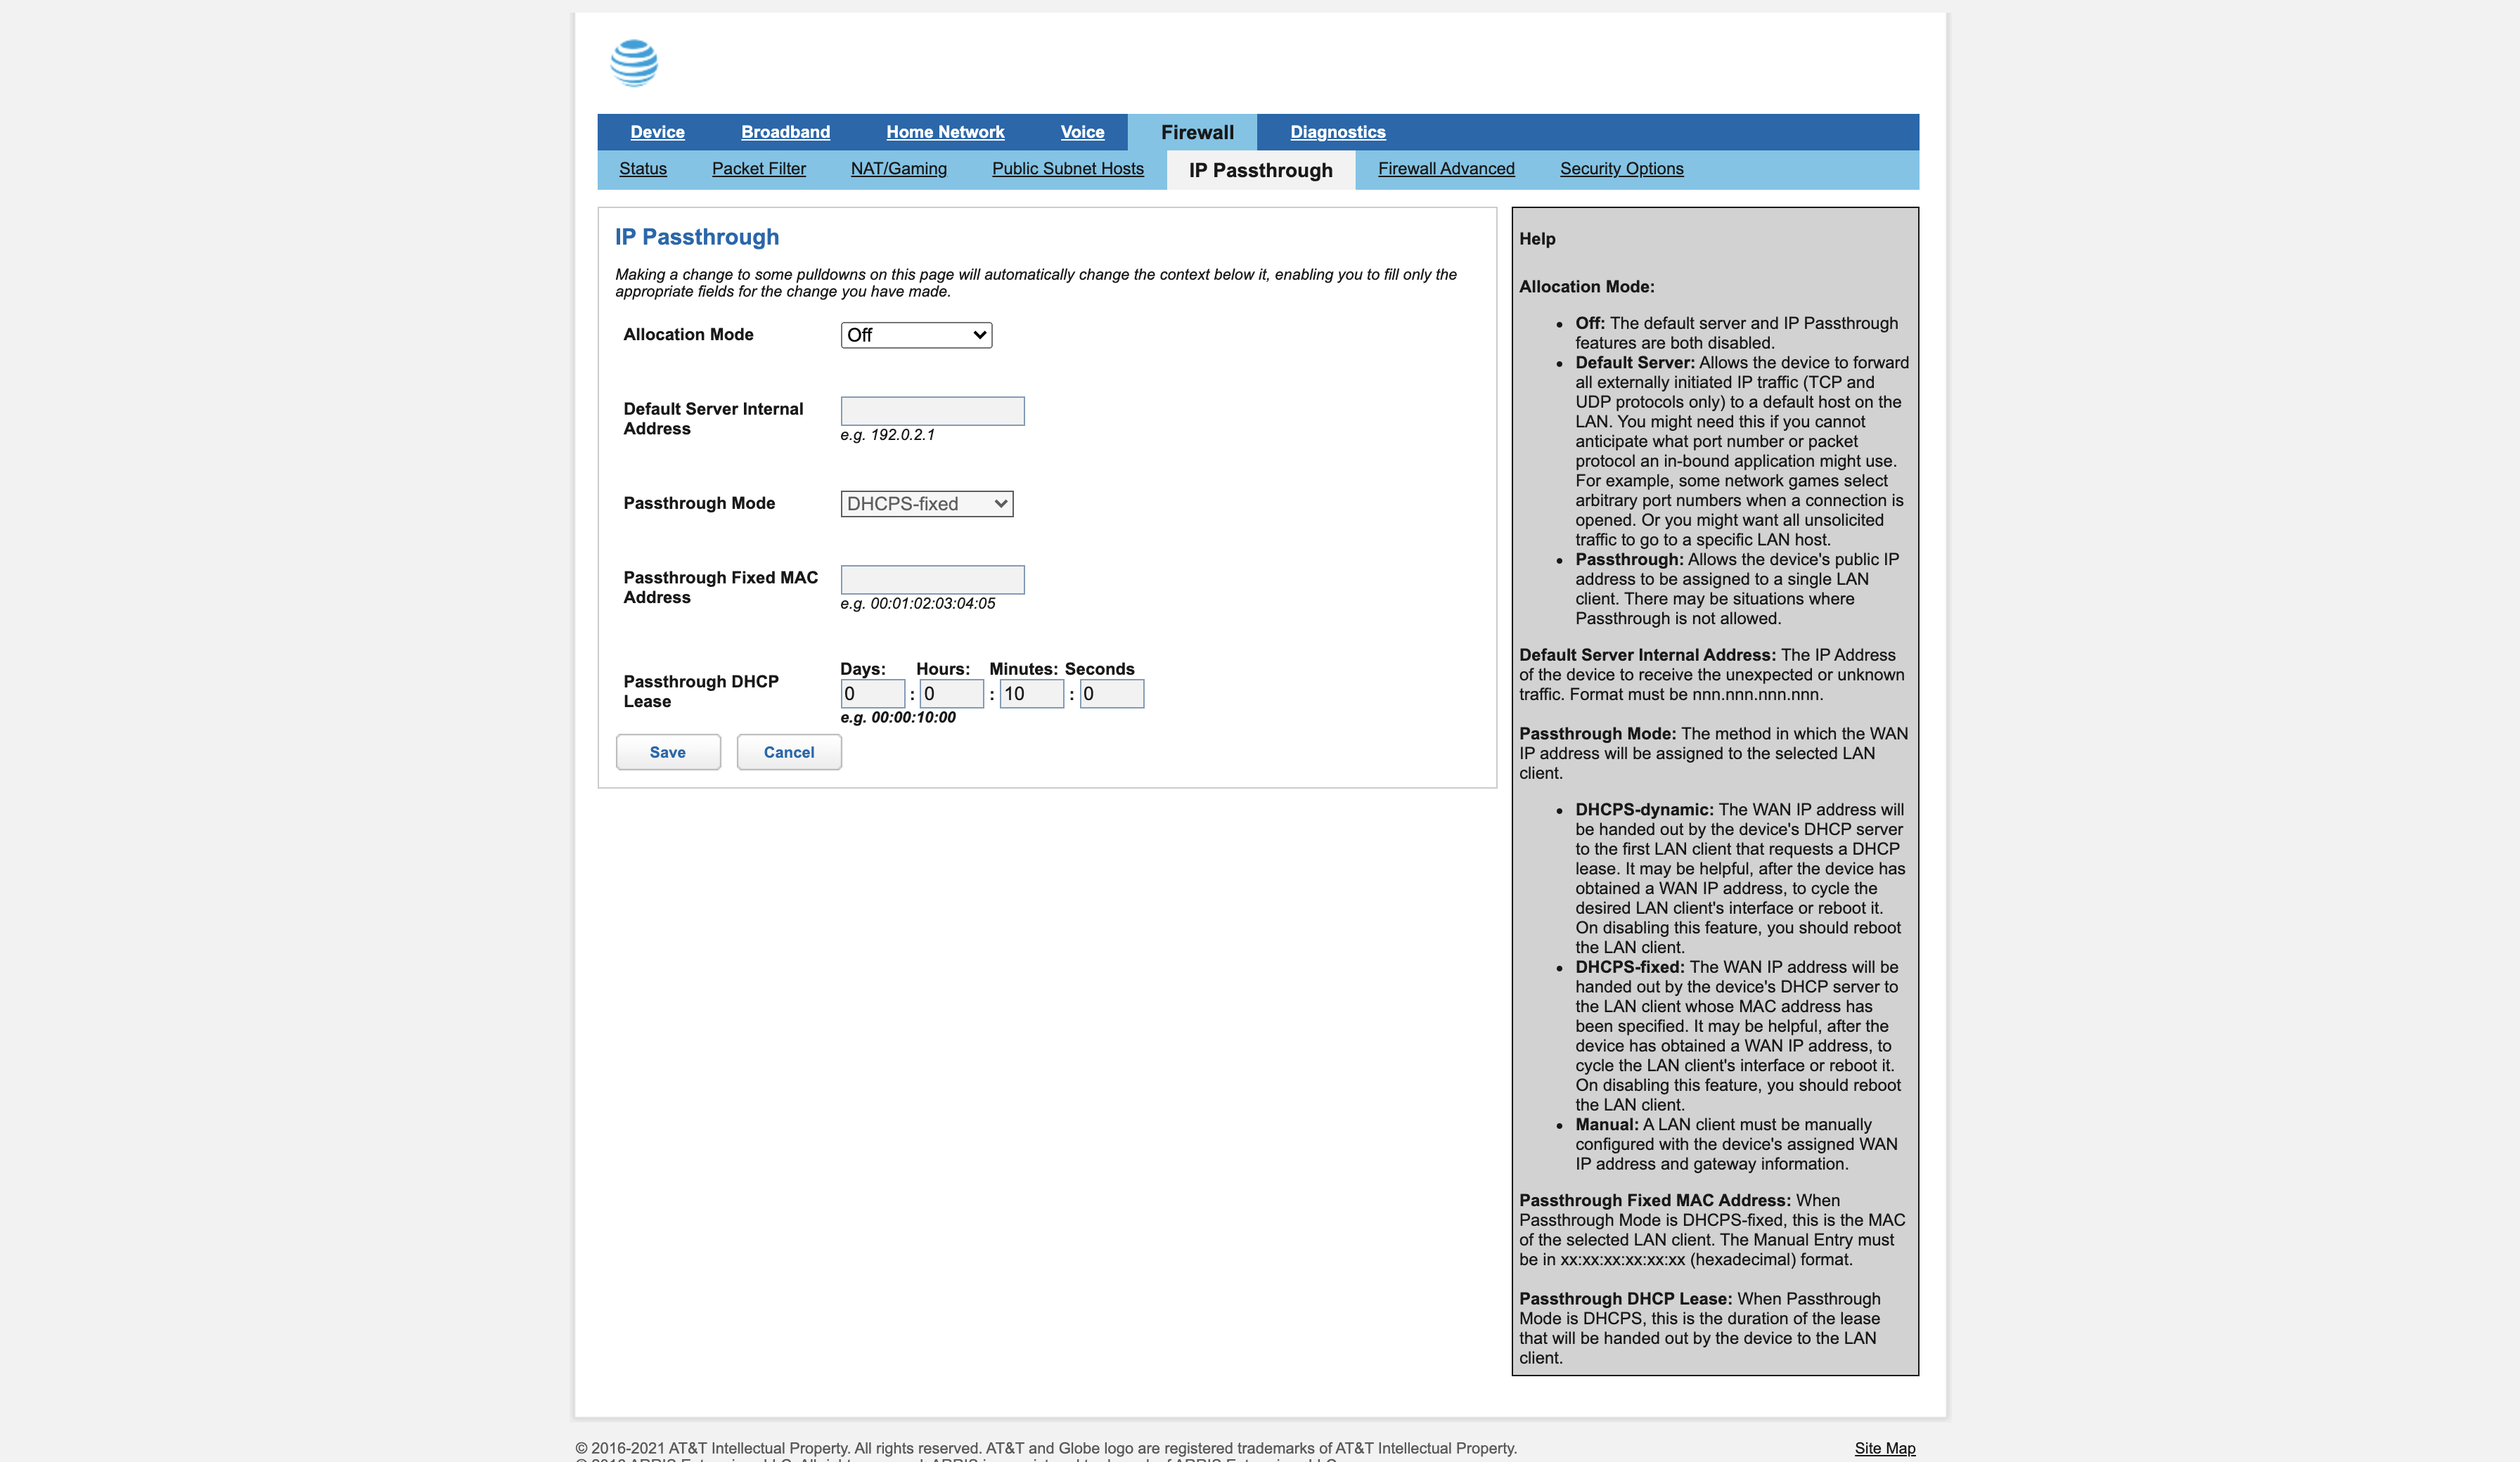 Device Broadband Home Network Voice Firewall Diagnostics
Status Packet Filter NAT/Gaming Public Subnet Hosts IP Passthrough Firewall Advanced Security Options
IP Passthrough
Making a change to some pulldowns on this page will automatically change the context below it, enabling you to fill only the
appropriate fields for the change you have made.
Allocation Mode
Off
Default Server Internal
Address
e.g. 192.0.2.1
Passthrough Mode
DHCPS-fixed
Passthrough Fixed MAC
Address
e.g. 00:01:02:03:04:05
Passthrough DHCP
Lease
Days: Hours: Minutes: Seconds
0 : 0 : 10 : 0
e.g. 00:00:10:00
Save Cancel
Help
Allocation Mode:
• Off: The default server and IP Passthrough
features are both disabled.
• Default Server: Allows the device to forward
all externally initiated IP traffic (TCP and
UDP protocols only) to a default host on the
LAN. You might need this if you cannot
anticipate what port number or packet
protocol an in-bound application might use.
For example, some network games select
arbitrary port numbers when a connection is
opened. Or you might want all unsolicited
traffic to go to a specific LAN host.
• Passthrough: Allows the device's public IP
address to be assigned to a single LAN
client. There may be situations where
Passthrough is not allowed.
Default Server Internal Address: The IP Address
of the device to receive the unexpected or unknown
traffic. Format must be nnn.nnn.nnn.nnn.
Passthrough Mode: The method in which the WAN
IP address will be assigned to the selected LAN
client.
• DHCPS-dynamic: The WAN IP address will
be handed out by the device's DHCP server
to the first LAN client that requests a DHCP
lease. It may be helpful, after the device has
obtained a WAN IP address, to cycle the
desired LAN client's interface or reboot it.
On disabling this feature, you should reboot
the LAN client.
• DHCPS-fixed: The WAN IP address will be
handed out by the device's DHCP server to
the LAN client whose MAC address has
been specified. It may be helpful, after the
device has obtained a WAN IP address, to
cycle the LAN client's interface or reboot it.
On disabling this feature, you should reboot
the LAN client.
• Manual: A LAN client must be manually
configured with the device's assigned WAN
IP address and gateway information.
Passthrough Fixed MAC Address: When
Passthrough Mode is DHCPS-fixed, this is the MAC
of the selected LAN client. The Manual Entry must
be in xx:xx:xx:xx:xx:xx (hexadecimal) format.
Passthrough DHCP Lease: When Passthrough
Mode is DHCPS, this is the duration of the lease
that will be handed out by the device to the LAN
client.
© 2016-2021 AT&T Intellectual Property. All rights reserved. AT&T and Globe logo are registered trademarks of AT&T Intellectual Property.
Site Map